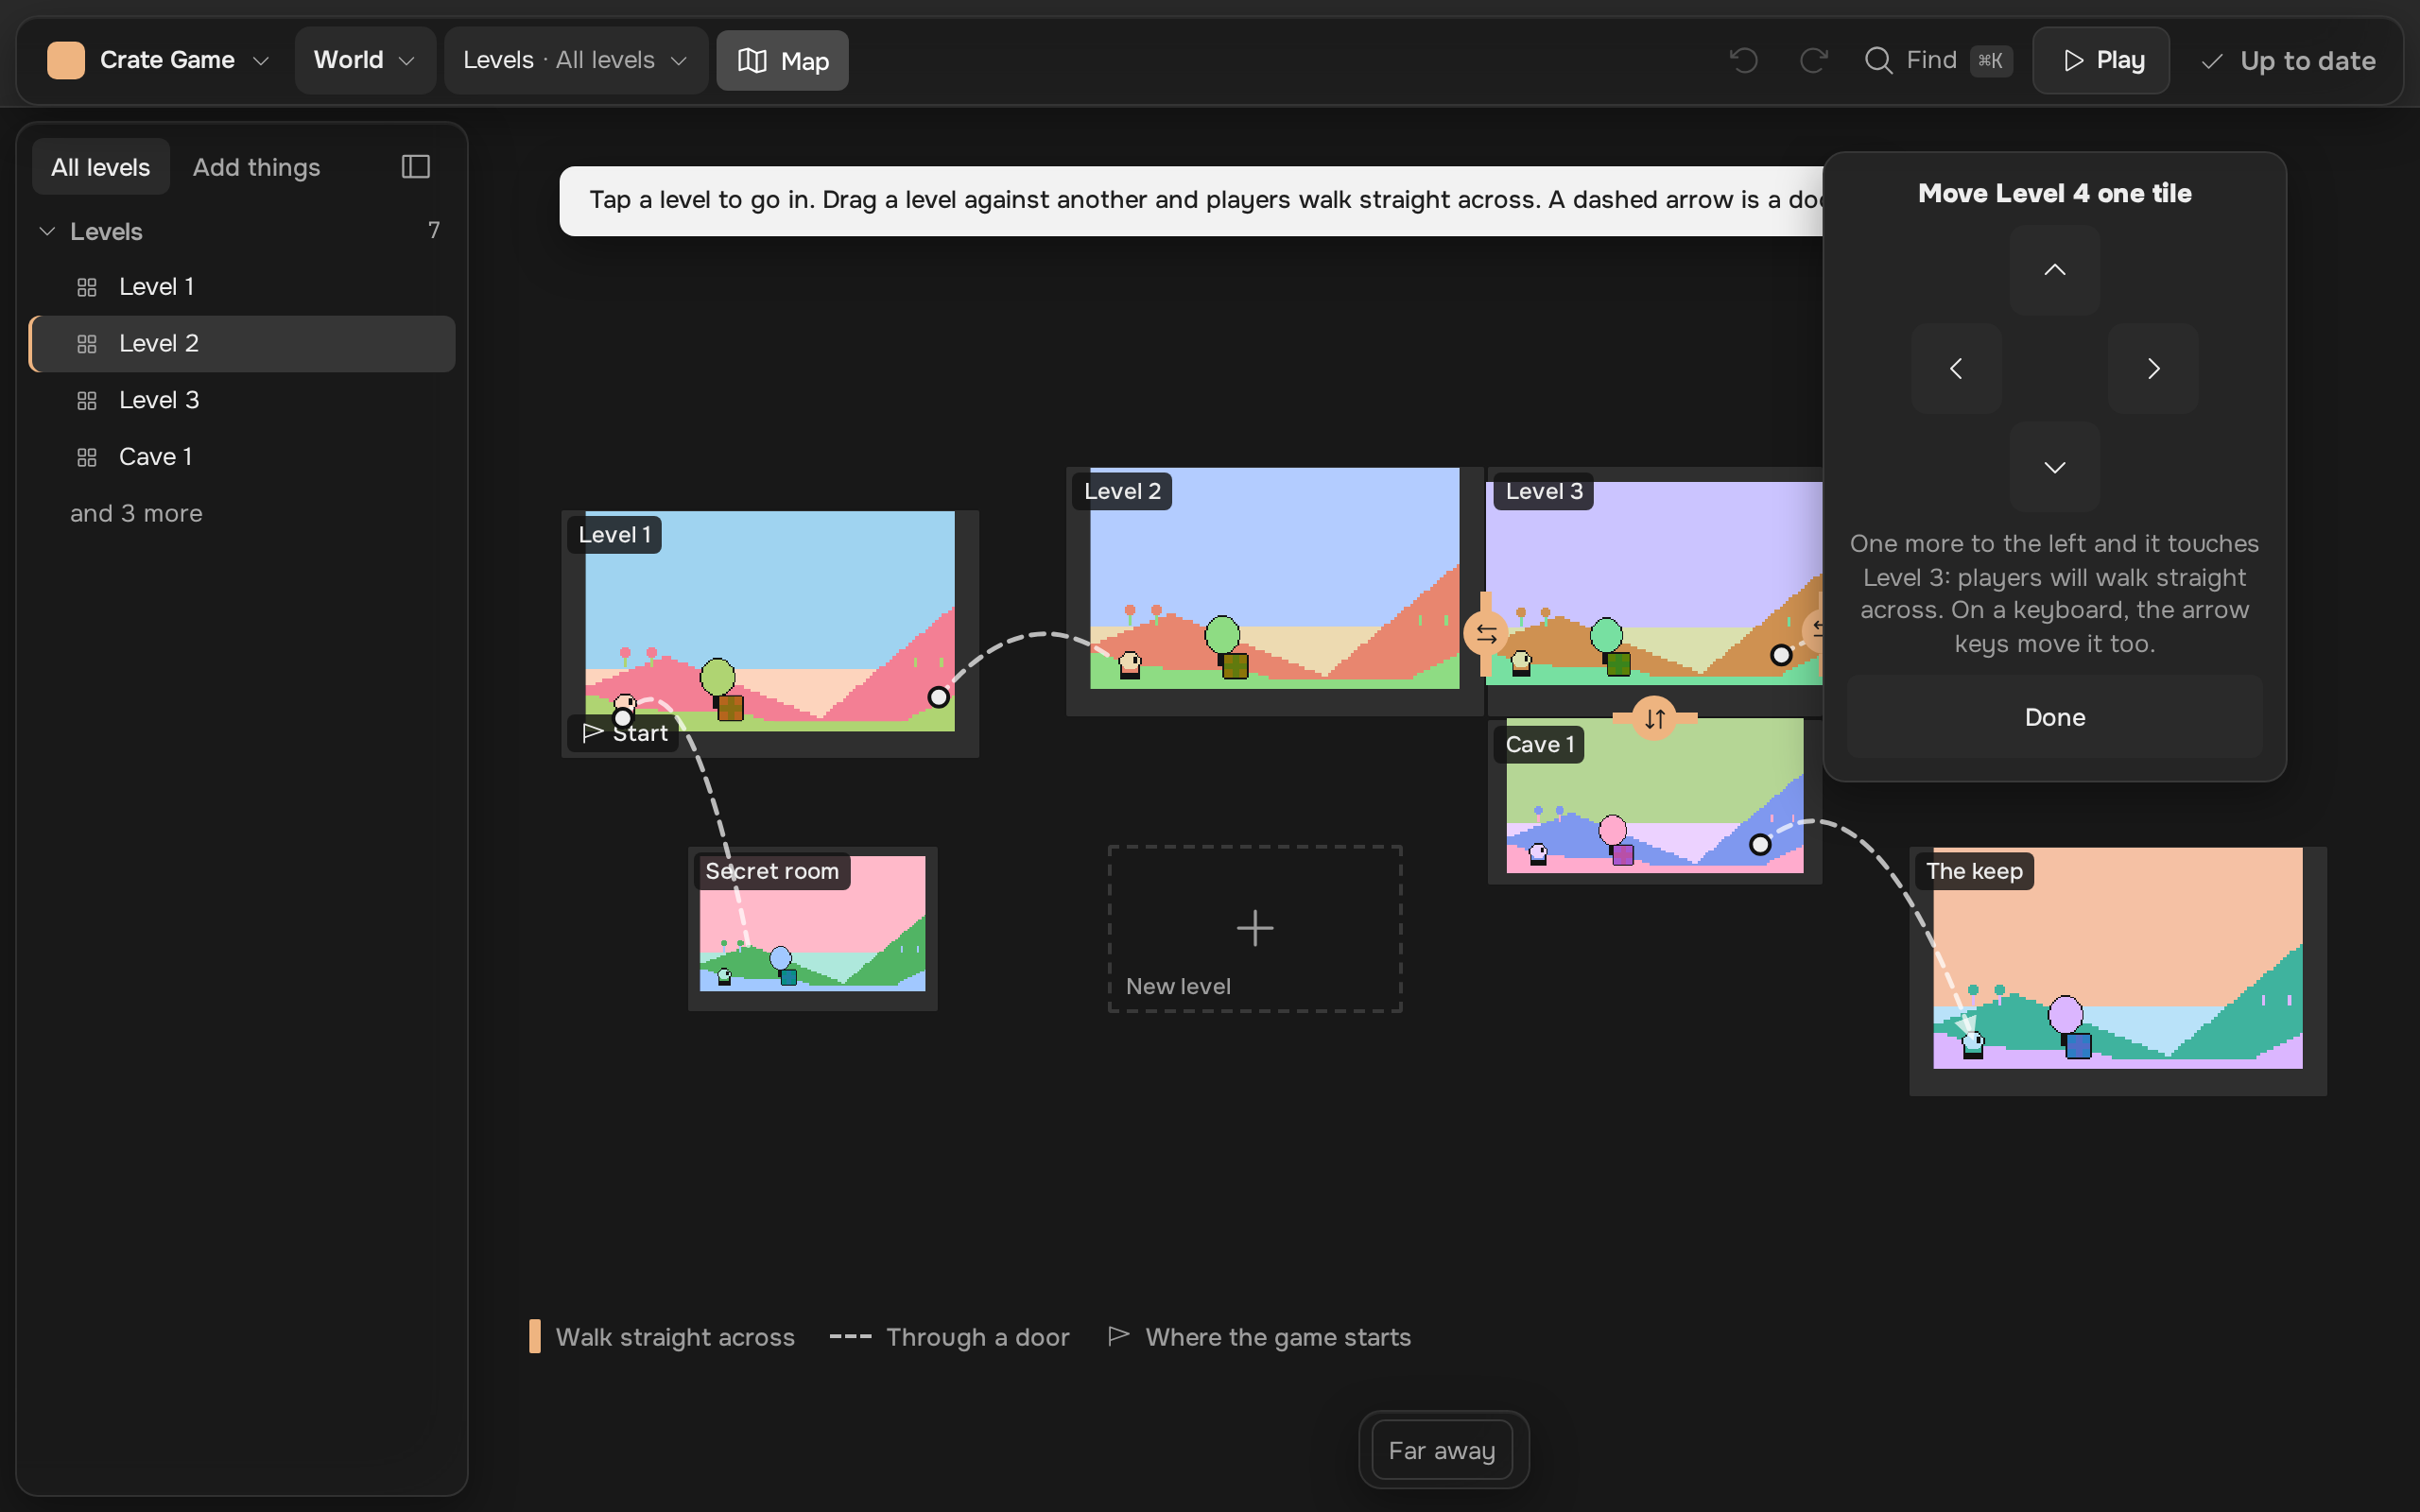 Crate Game
World
Levels · All levels
Map
Find ⌘K
Play
Up to date
All levels
Add things
Levels 7
Level 1
Level 2
Level 3
Cave 1
and 3 more
Tap a level to go in. Drag a level against another and players walk straight across. A dashed arrow is a
Move Level 4 one tile
One more to the left and it touches
Level 3: players will walk straight
across. On a keyboard, the arrow
keys move it too.
Done
Level 1
Start
Level 2
Level 3
Cave 1
Secret room
New level
The keep
Walk straight across
Through a door
Where the game starts
Far away